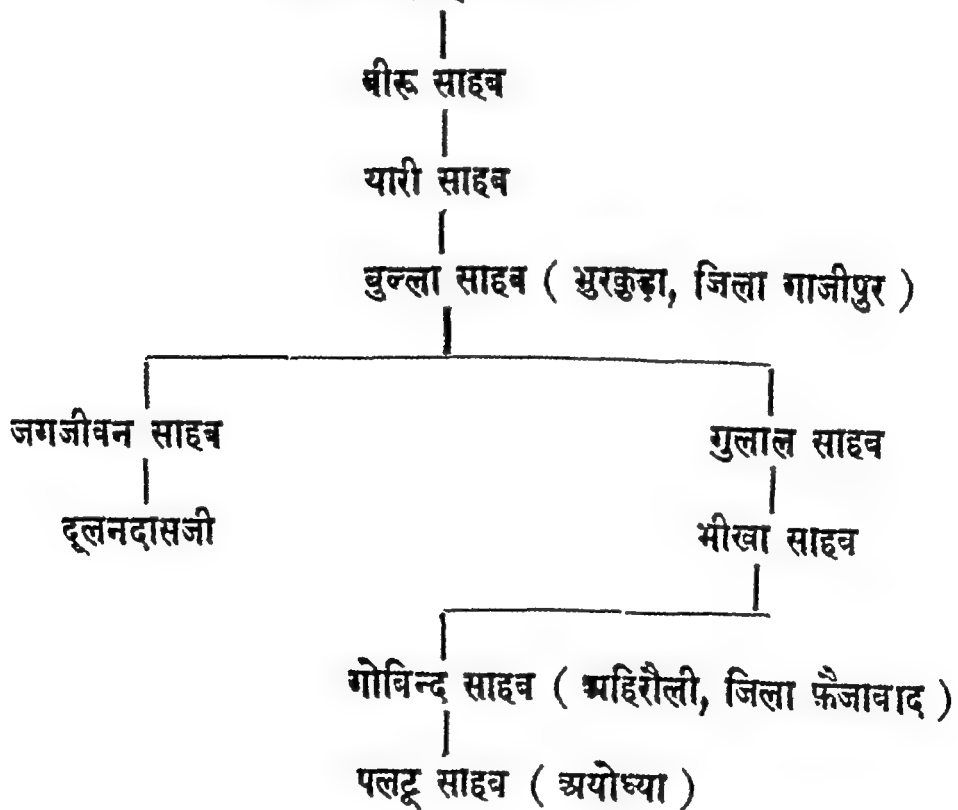 बीरू साहब
यारी साहब
बुल्ला साहब ( भुरकुड़ा, जिला गाजीपुर )
जगजीवन साहब गुलाल साहब
दूलनदासजी भीखा साहब
गोविन्द साहब ( अहिरौली, जिला फ़ैजाबाद )
पलटू साहब ( अयोध्या )